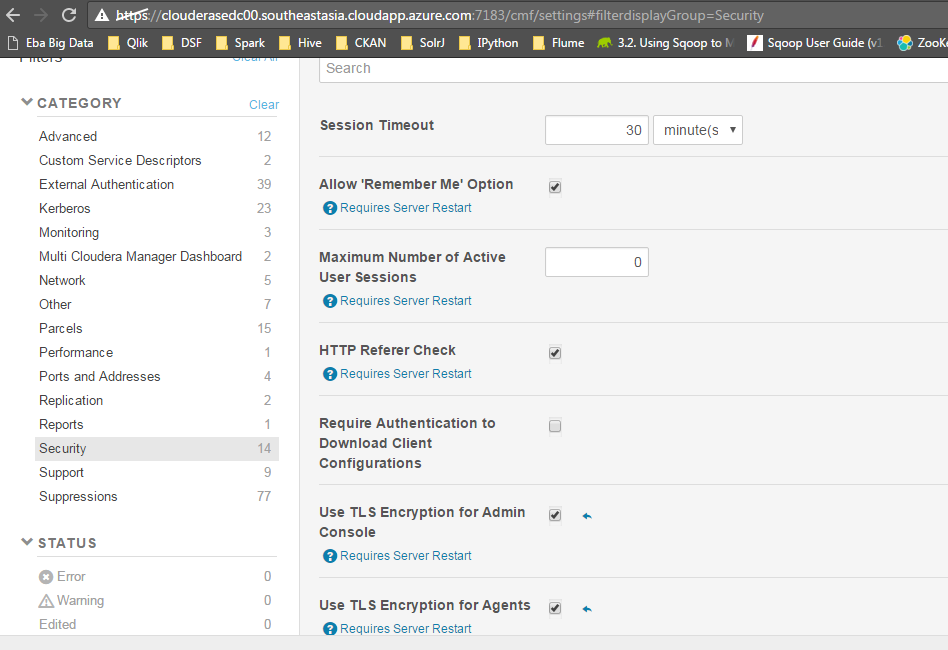 https://clouderasedc00.southeastasia.cloudapp.azure.com:7183/cmf/settings#filterdisplayGroup=Security
Eba Big Data Qlik DSF Spark Hive CKAN SolrJ IPython Flume 3.2. Using Sqoop to M Sqoop User Guide (v1 ZooKe
Filters Clear All
CATEGORY Clear
Advanced 12
Custom Service Descriptors 2
External Authentication 39
Kerberos 23
Monitoring 3
Multi Cloudera Manager Dashboard 2
Network 5
Other 7
Parcels 15
Performance 1
Ports and Addresses 4
Replication 2
Reports 1
Security 14
Support 9
Suppressions 77
STATUS
Error 0
Warning 0
Edited 0
Search
Session Timeout 30 minute(s
Allow 'Remember Me' Option
Requires Server Restart
Maximum Number of Active 0
User Sessions
Requires Server Restart
HTTP Referer Check
Requires Server Restart
Require Authentication to
Download Client
Configurations
Use TLS Encryption for Admin
Console
Requires Server Restart
Use TLS Encryption for Agents
Requires Server Restart